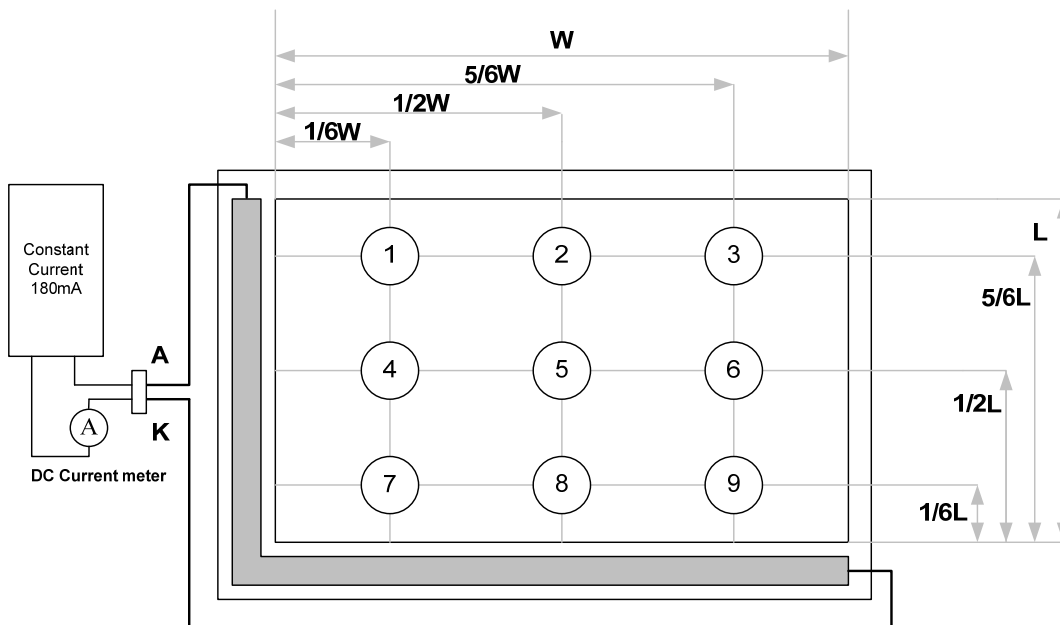 W
5/6W
1/2W
1/6W
Constant
Current
180mA
A
K
A
DC Current meter
1
2
3
4
5
6
7
8
9
L
5/6L
1/2L
1/6L